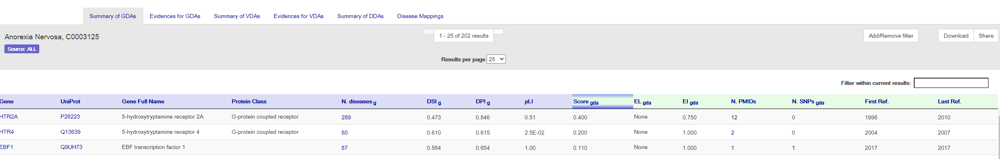 Summary of GDAs Evidences for GDAs Summary of VDAs Evidences for VDAs Summary of DDAs Disease Mappings
Anorexia Nervosa, C0003125
1 - 25 of 202 results
Add/Remove filter Download Share
Source: ALL
Results per page 25
Filter within current results:
Gene UniProt Gene Full Name Protein Class N. diseases g DSI g DPI g pLI Score gda EL gda EI gda N. PMIDs N. SNPs gda First Ref. Last Ref.
HTR2A P28223 5-hydroxytryptamine receptor 2A G-protein coupled receptor 289 0.473 0.846 0.51 0.400 None 0.750 12 0 1998 2010
HTR4 Q13639 5-hydroxytryptamine receptor 4 G-protein coupled receptor 80 0.610 0.615 2.5E-02 0.200 None 1.000 2 0 2004 2007
EBF1 Q9UH73 EBF transcription factor 1 87 0.584 0.654 1.00 0.110 None 1.000 1 1 2017 2017